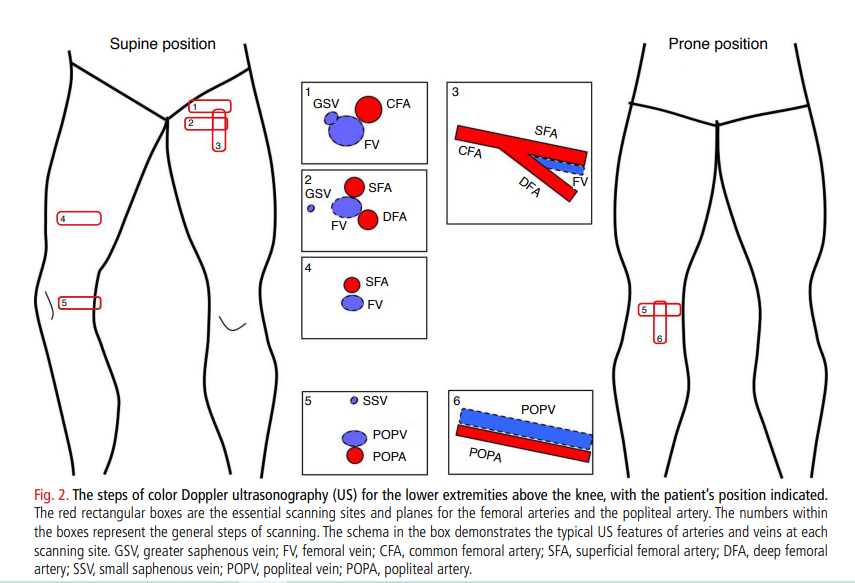 Supine position
Prone position
1
2
3
4
5
1
GSV
CFA
FV
2
GSV
SFA
DFA
FV
4
SFA
FV
5
SSV
POPV
POPA
3
SFA
CFA
DFA
FV
6
POPV
POPA
5
6
Fig. 2. The steps of color Doppler ultrasonography (US) for the lower extremities above the knee, with the patient's position indicated.
The red rectangular boxes are the essential scanning sites and planes for the femoral arteries and the popliteal artery. The numbers within
the boxes represent the general steps of scanning. The schema in the box demonstrates the typical US features of arteries and veins at each
scanning site. GSV, greater saphenous vein; FV, femoral vein; CFA, common femoral artery; SFA, superficial femoral artery; DFA, deep femoral
artery; SSV, small saphenous vein; POPV, popliteal vein; POPA, popliteal artery.